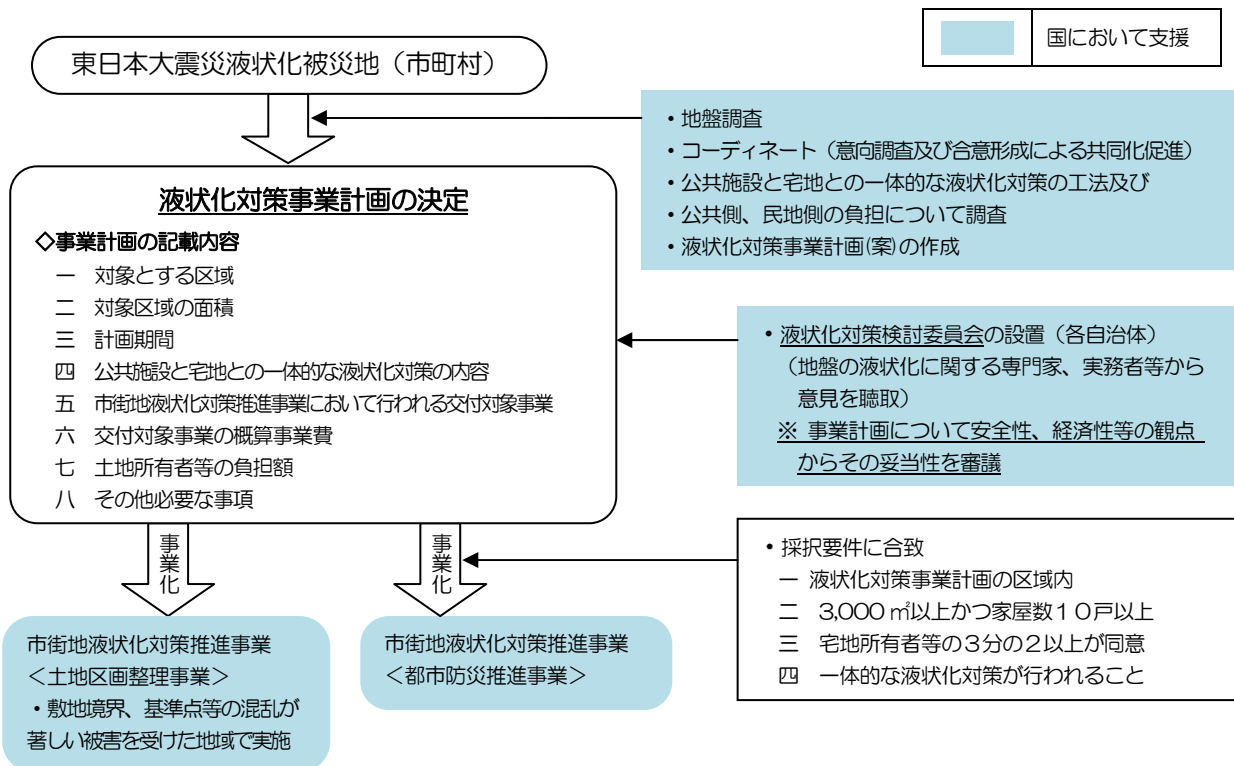 国において支援
東日本大震災液状化被災地（市町村）
・地盤調査
・コーディネート（意向調査及び合意形成による共同化促進）
・公共施設と宅地との一体的な液状化対策の工法及び
・公共側、民地側の負担について調査
・液状化対策事業計画(案)の作成
液状化対策事業計画の決定
◇事業計画の記載内容
一　対象とする区域
二　対象区域の面積
三　計画期間
四　公共施設と宅地との一体的な液状化対策の内容
五　市街地液状化対策推進事業において行われる交付対象事業
六　交付対象事業の概算事業費
七　土地所有者等の負担額
八　その他必要な事項
・液状化対策検討委員会の設置（各自治体）
（地盤の液状化に関する専門家、実務者等から
意見を聴取）
※ 事業計画について安全性、経済性等の観点
からその妥当性を審議
事業化
事業化
・採択要件に合致
一 液状化対策事業計画の区域内
二　3,000 ㎡以上かつ家屋数１０戸以上
三　宅地所有者等の３分の２以上が同意
四　一体的な液状化対策が行われること
市街地液状化対策推進事業
＜土地区画整理事業＞
・敷地境界、基準点等の混乱が
著しい被害を受けた地域で実施
市街地液状化対策推進事業
＜都市防災推進事業＞